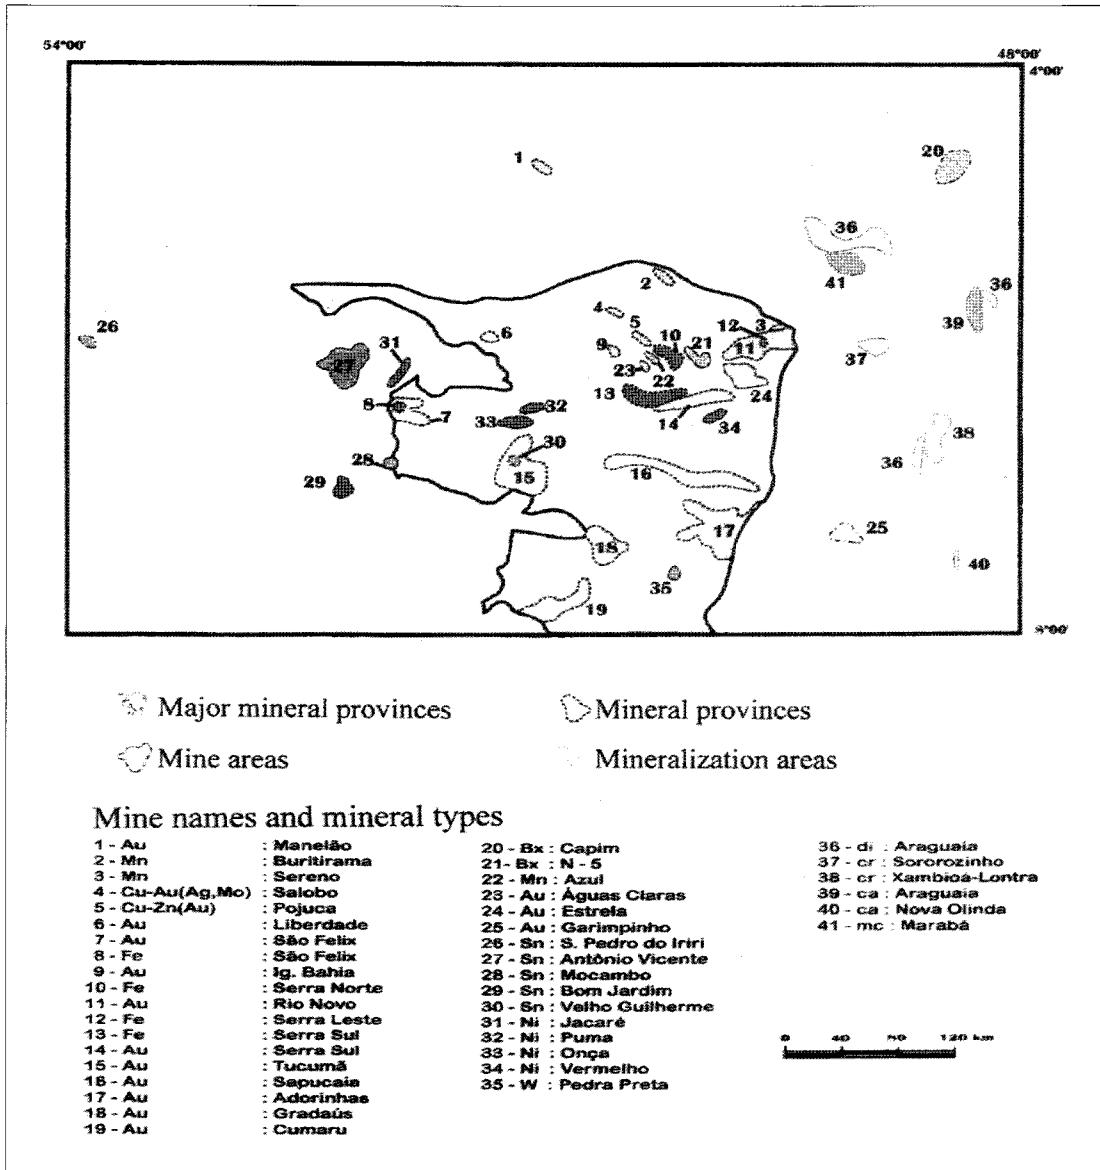 54°00'
48°00'
4°00'
1
20
36
41
2
36
39
4
3
12
5
10
21
11
26
6
9
37
31
27
23
22
24
13
8
7
32
33
14
34
30
38
28
15
16
36
29
17
25
18
35
40
19
8°00'
Major mineral provinces
Mineral provinces
Mine areas
Mineralization areas
Mine names and mineral types
1 - Au : Manelão
2 - Mn : Buritirama
3 - Mn : Sereno
4 - Cu-Au(Ag,Mo) : Salobo
5 - Cu-Zn(Au) : Pojuca
6 - Au : Liberdade
7 - Au : São Felix
8 - Fe : São Felix
9 - Au : Ig. Bahia
10 - Fe : Serra Norte
11 - Au : Rio Novo
12 - Fe : Serra Leste
13 - Fe : Serra Sul
14 - Au : Serra Sul
15 - Au : Tucumã
16 - Au : Sapucaia
17 - Au : Adorinhas
18 - Au : Gradaús
19 - Au : Cumaru
20 - Bx : Capim
21- Bx : N - 5
22 - Mn : Azul
23 - Au : Águas Claras
24 - Au : Estrela
25 - Au : Garimpinho
26 - Sn : S. Pedro do Iriri
27 - Sn : Antônio Vicente
28 - Sn : Mocambo
29 - Sn : Bom Jardim
30 - Sn : Velho Guilherme
31 - Ni : Jacaré
32 - Ni : Puma
33 - Ni : Onça
34 - Ni : Vermelho
35 - W : Pedra Preta
36 - di : Araguaia
37 - cr : Sororozinho
38 - cr : Xambioá-Lontra
39 - ca : Araguaia
40 - ca : Nova Olinda
41 - mc : Marabá
0 40 80 120 km